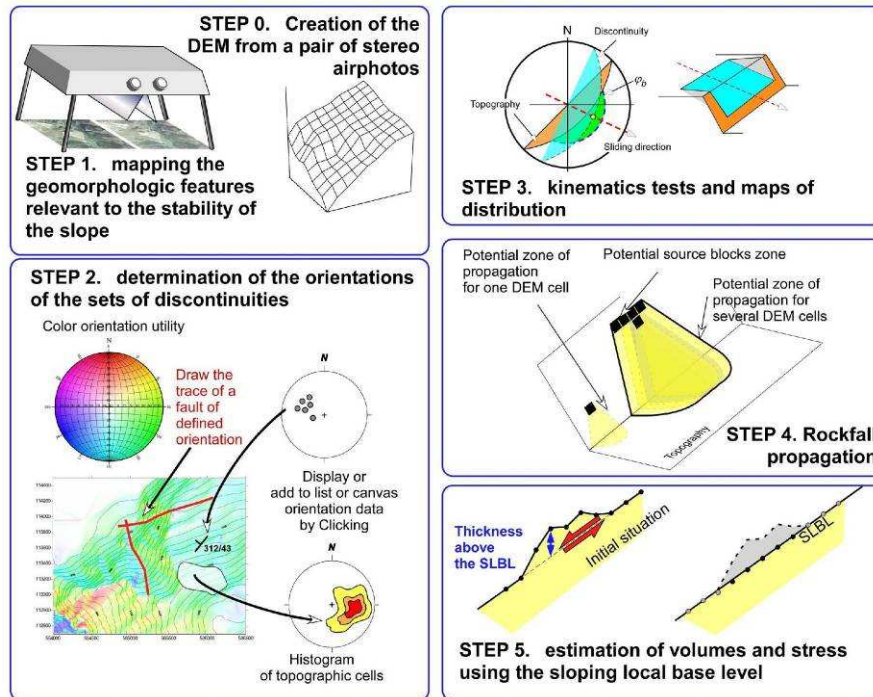 STEP 0. Creation of the
DEM from a pair of stereo
airphotos
STEP 1. mapping the
geomorphologic features
relevant to the stability of
the slope
STEP 2. determination of the orientations
of the sets of discontinuities
Color orientation utility
N
Draw the
trace of a
fault of
defined
orientation
N
Display or
add to list or canvas
orientation data
by Clicking
312/43
N
Histogram
of topographic cells
N
Discontinuity
φb
Topography
Sliding direction
STEP 3. kinematics tests and maps of
distribution
Potential zone of
propagation
for one DEM cell
Potential source blocks zone
Potential zone of
propagation for
several DEM cells
Topography
STEP 4. Rockfall
propagation
Thickness
above
the SLBL
Initial situation
SLBL
STEP 5. estimation of volumes and stress
using the sloping local base level